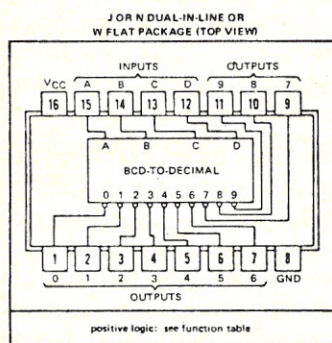 J OR N DUAL-IN-LINE OR
W FLAT PACKAGE (TOP VIEW)
INPUTS OUTPUTS
VCC A B C D 9 8 7
16 15 14 13 12 11 10 9
A B C D
BCD-TO-DECIMAL
0 1 2 3 4 5 6 7 8 9
1 2 3 4 5 6 7 8
0 1 2 3 4 5 6 GND
OUTPUTS
positive logic: see function table